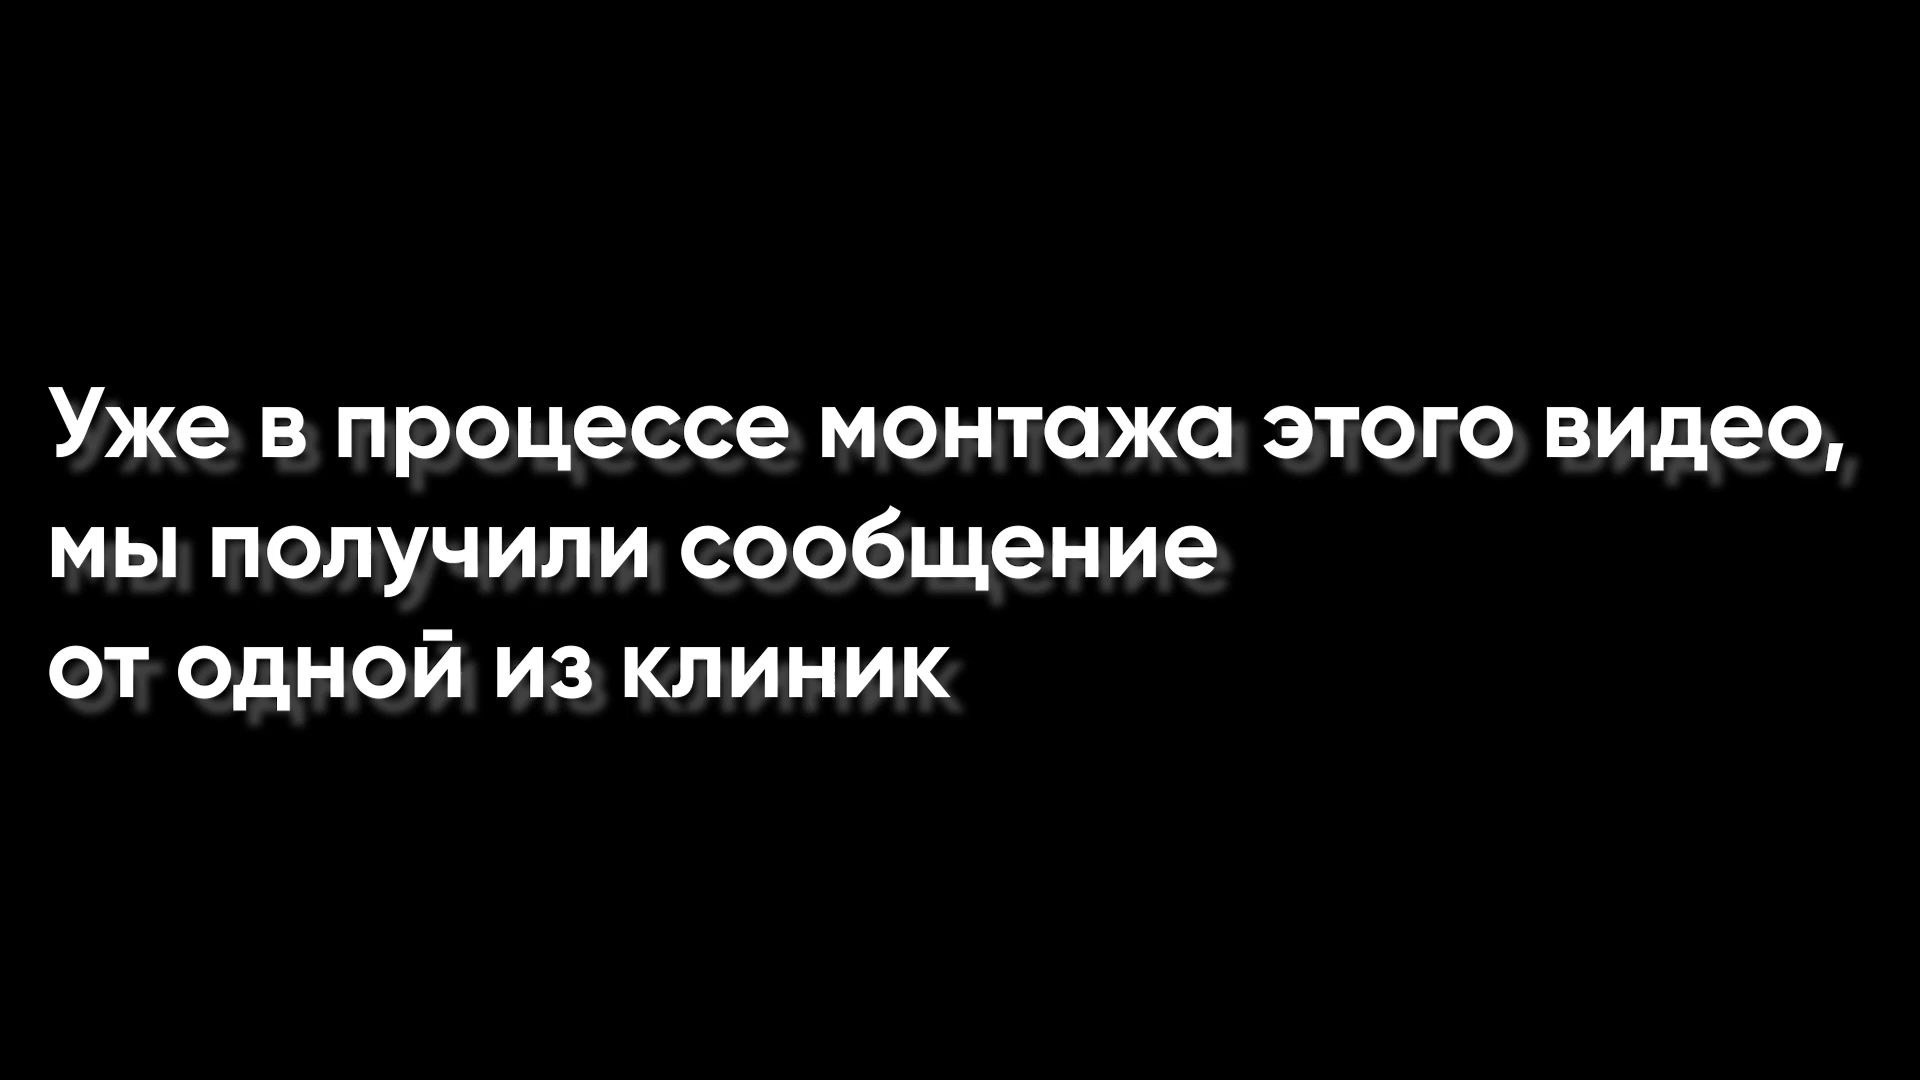 Уже в процессе монтажа этого видео,
мы получили сообщение
от одной из клиник